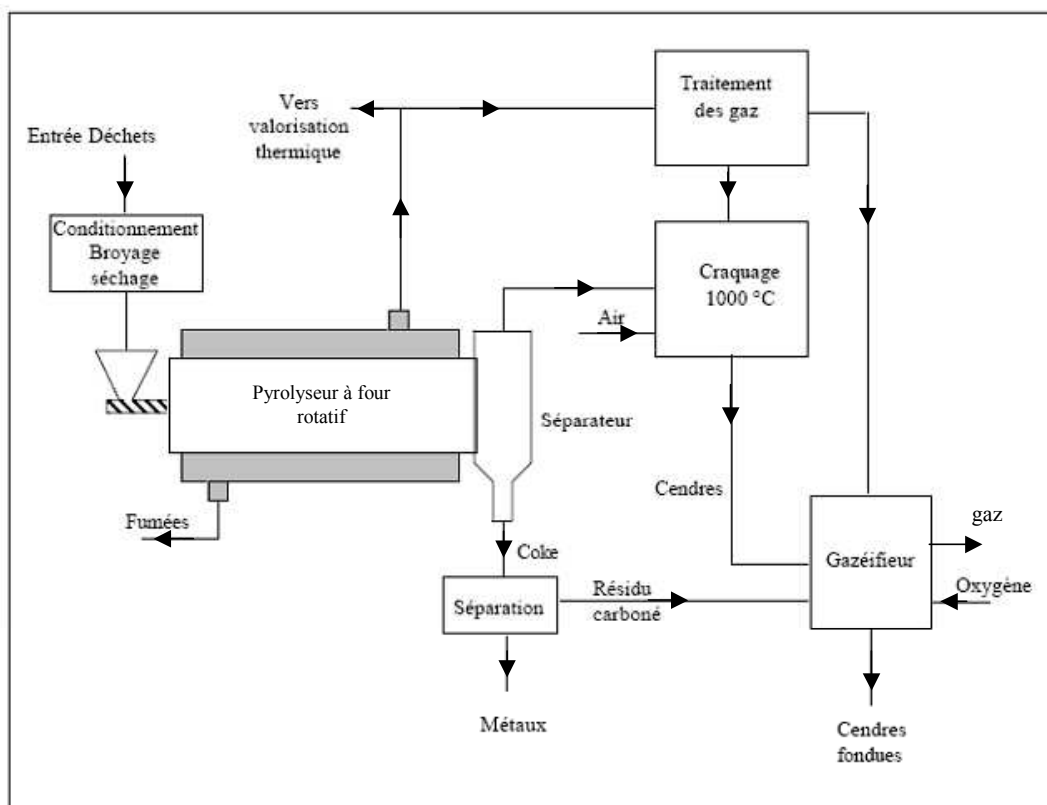 Traitement
des gaz
Vers
valorisation
thermique
Entrée Déchets
Conditionnement
Broyage
séchage
Craquage
1000 °C
Air
Pyrolyseur à four
rotatif
Séparateur
Cendres
Fumées
gaz
Coke
Gazéifieur
Oxygène
Séparation
Résidu
carboné
Métaux
Cendres
fondues